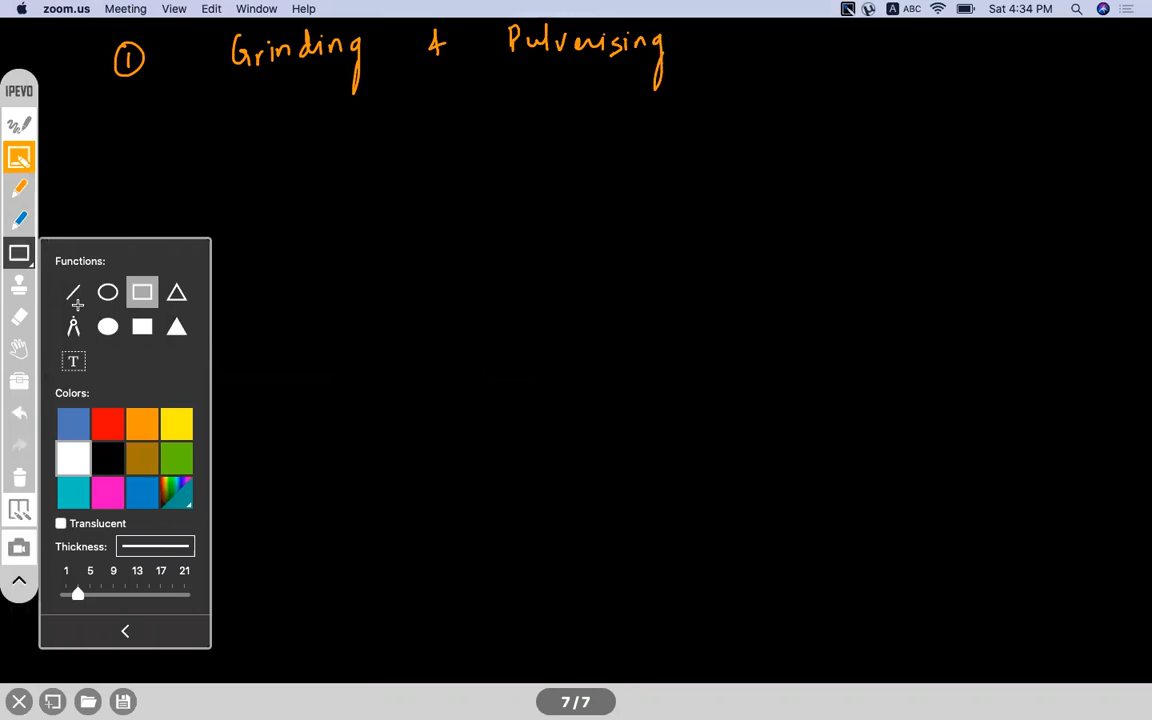 zoom.us Meeting View Edit Window Help A ABC Sat 4:34 PM
① Grinding & Pulverising
IPEVO
Functions:
T
Colors:
Translucent
Thickness:
1 5 9 13 17 21
7 / 7